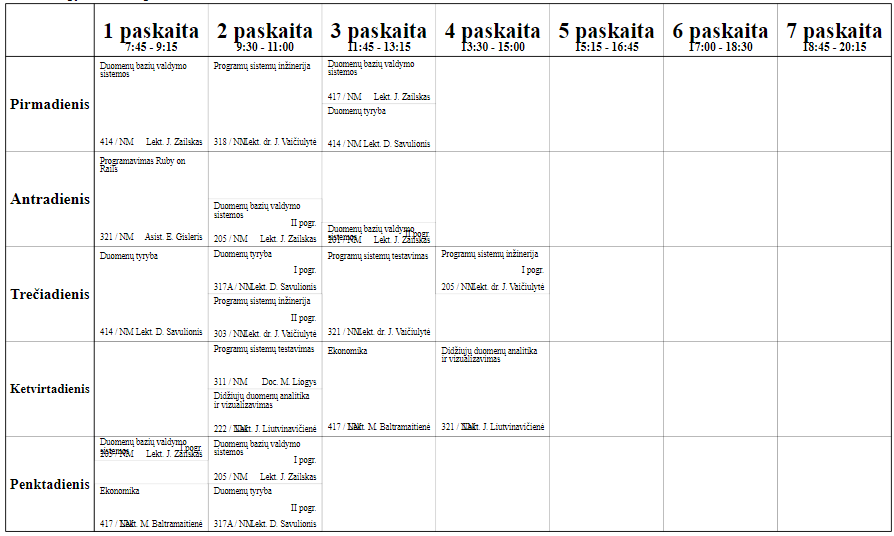 1 paskaita
7:45 - 9:15
2 paskaita
9:30 - 11:00
3 paskaita
11:45 - 13:15
4 paskaita
13:30 - 15:00
5 paskaita
15:15 - 16:45
6 paskaita
17:00 - 18:30
7 paskaita
18:45 - 20:15
Pirmadienis
Duomenų bazių valdymo
sistemos
414 / NM Lekt. J. Zailskas
Programų sistemų inžinerija
318 / NM Lekt. dr. J. Vaičiulytė
Duomenų bazių valdymo
sistemos
417 / NM Lekt. J. Zailskas
Duomenų tyryba
414 / NM Lekt. D. Savulionis
Antradienis
Programavimas Ruby on
Rails
321 / NM Asist. E. Gisleris
Duomenų bazių valdymo
sistemos
II pogr.
205 / NM Lekt. J. Zailskas
Duomenų bazių valdymo
sistemos
II pogr.
/ NM Lekt. J. Zailskas
Trečiadienis
Duomenų tyryba
414 / NM Lekt. D. Savulionis
Duomenų tyryba
I pogr.
317A / NM Lekt. D. Savulionis
Programų sistemų inžinerija
II pogr.
303 / NM Lekt. dr. J. Vaičiulytė
Programų sistemų testavimas
321 / NM Lekt. dr. J. Vaičiulytė
Programų sistemų inžinerija
I pogr.
205 / NM Lekt. dr. J. Vaičiulytė
Ketvirtadienis
Programų sistemų testavimas
311 / NM Doc. M. Liogys
Didžiųjų duomenų analitika
ir vizualizavimas
222 / NM Lekt. J. Liutvinavičienė
Ekonomika
417 / NM Lekt. M. Baltramaitienė
Didžiųjų duomenų analitika
ir vizualizavimas
321 / NM Lekt. J. Liutvinavičienė
Penktadienis
Duomenų bazių valdymo
sistemos
I pogr.
/ NM Lekt. J. Zailskas
Ekonomika
417 / NM Lekt. M. Baltramaitienė
Duomenų bazių valdymo
sistemos
I pogr.
205 / NM Lekt. J. Zailskas
Duomenų tyryba
II pogr.
317A / NM Lekt. D. Savulionis